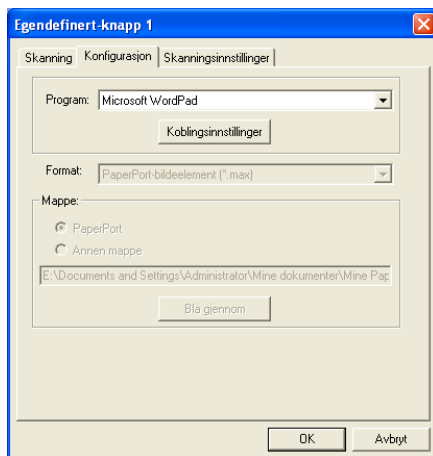 Egendefinert-knapp 1
Skanning Konfigurasjon Skanningsinnstillinger
Program: Microsoft WordPad
Koblingsinnstillinger
Format: PaperPort-bildeelement (*.max)
Mappe:
PaperPort
Annen mappe
E:\Documents and Settings\Administrator\Mine dokumenter\Mine Pap
Bla gjennom
OK Avbryt